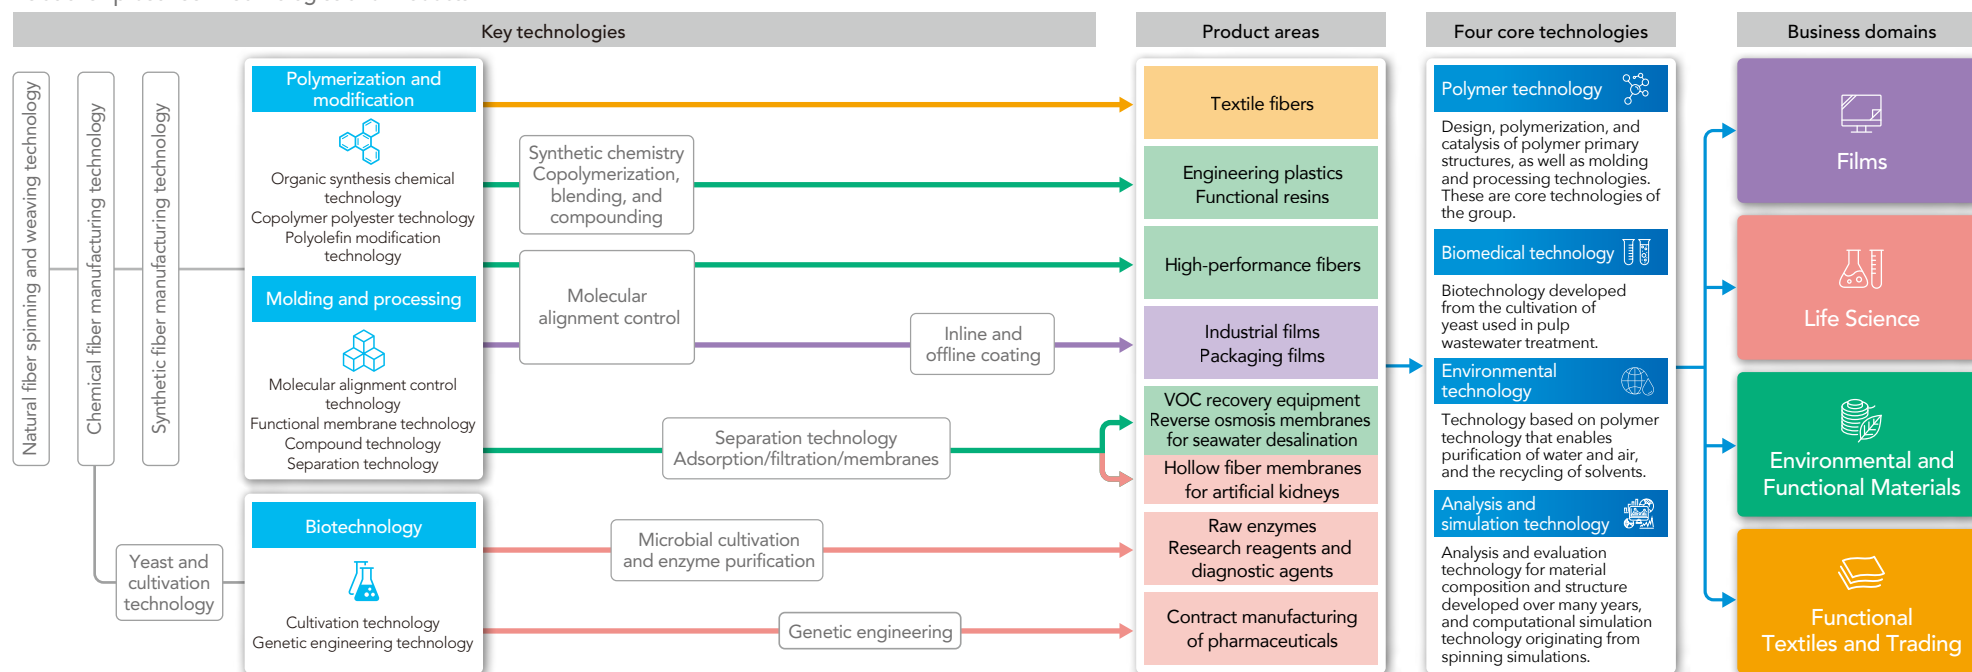 Key technologies
Product areas
Four core technologies
Business domains
Natural fiber spinning and weaving technology
Chemical fiber manufacturing technology
Synthetic fiber manufacturing technology
Yeast and
cultivation
technology
Polymerization and
modification
Organic synthesis chemical
technology
Copolymer polyester technology
Polyolefin modification
technology
Molding and processing
Molecular alignment control
technology
Functional membrane technology
Compound technology
Separation technology
Biotechnology
Cultivation technology
Genetic engineering technology
Synthetic chemistry
Copolymerization,
blending, and
compounding
Molecular
alignment control
Inline and
offline coating
Separation technology
Adsorption/filtration/membranes
Microbial cultivation
and enzyme purification
Genetic engineering
Textile fibers
Engineering plastics
Functional resins
High-performance fibers
Industrial films
Packaging films
VOC recovery equipment
Reverse osmosis membranes
for seawater desalination
Hollow fiber membranes
for artificial kidneys
Raw enzymes
Research reagents and
diagnostic agents
Contract manufacturing
of pharmaceuticals
Polymer technology
Design, polymerization, and
catalysis of polymer primary
structures, as well as molding
and processing technologies.
These are core technologies of
the group.
Biomedical technology
Biotechnology developed
from the cultivation of
yeast used in pulp
wastewater treatment.
Environmental
technology
Technology based on polymer
technology that enables
purification of water and air,
and the recycling of solvents.
Analysis and
simulation technology
Analysis and evaluation
technology for material
composition and structure
developed over many years,
and computational simulation
technology originating from
spinning simulations.
Films
Life Science
Environmental and
Functional Materials
Functional
Textiles and Trading